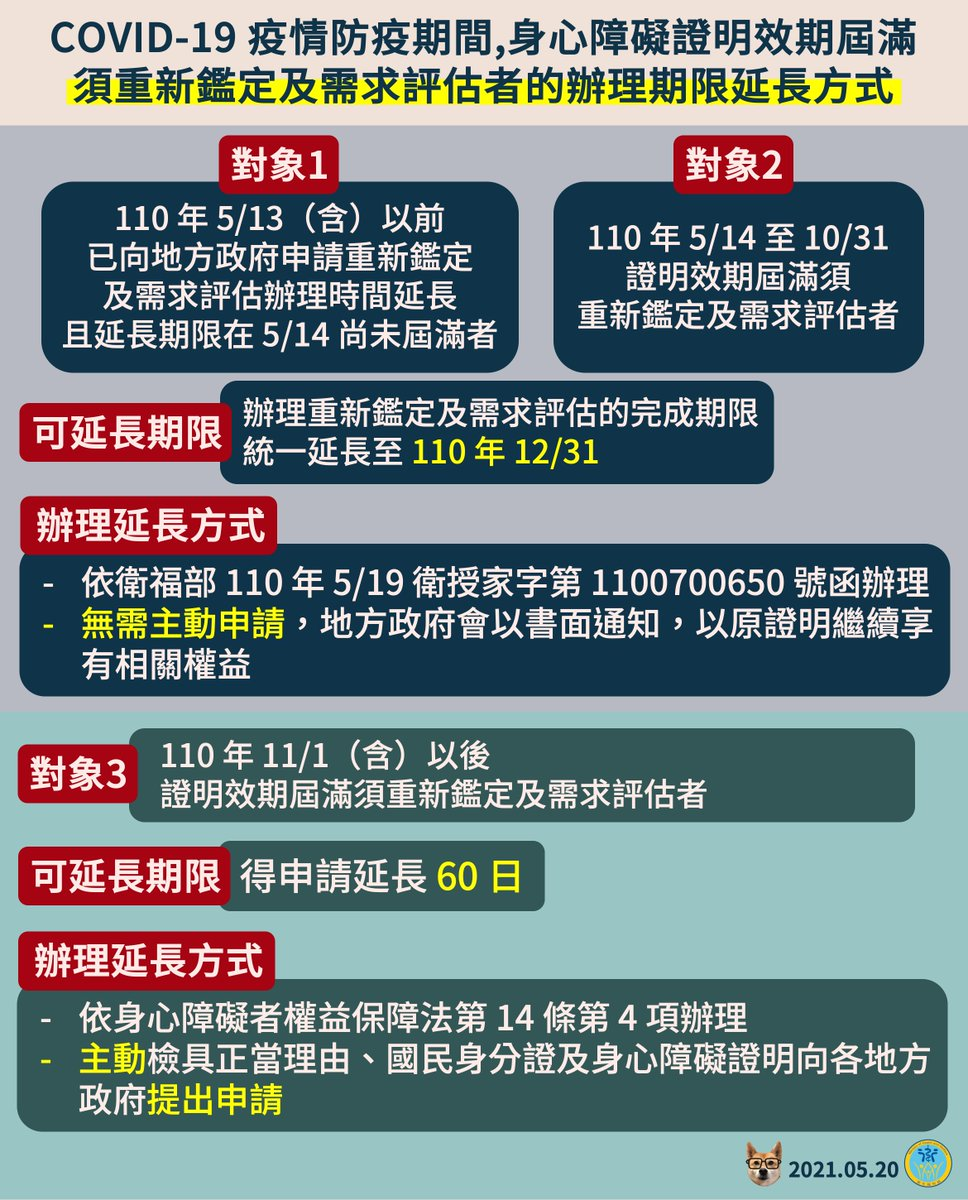 COVID-19 疫情防疫期間,身心障礙證明效期屆滿
須重新鑑定及需求評估者的辦理期限延長方式
對象1
110 年 5/13（含）以前
已向地方政府申請重新鑑定
及需求評估辦理時間延長
且延長期限在 5/14 尚未屆滿者
對象2
110 年 5/14 至 10/31
證明效期屆滿須
重新鑑定及需求評估者
可延長期限
辦理重新鑑定及需求評估的完成期限
統一延長至 110 年 12/31
辦理延長方式
- 依衛福部 110 年 5/19 衛授家字第 1100700650 號函辦理
- 無需主動申請，地方政府會以書面通知，以原證明繼續享
有相關權益
對象3
110 年 11/1（含）以後
證明效期屆滿須重新鑑定及需求評估者
可延長期限
得申請延長 60 日
辦理延長方式
- 依身心障礙者權益保障法第 14 條第 4 項辦理
- 主動檢具正當理由、國民身分證及身心障礙證明向各地方
政府提出申請
2021.05.20